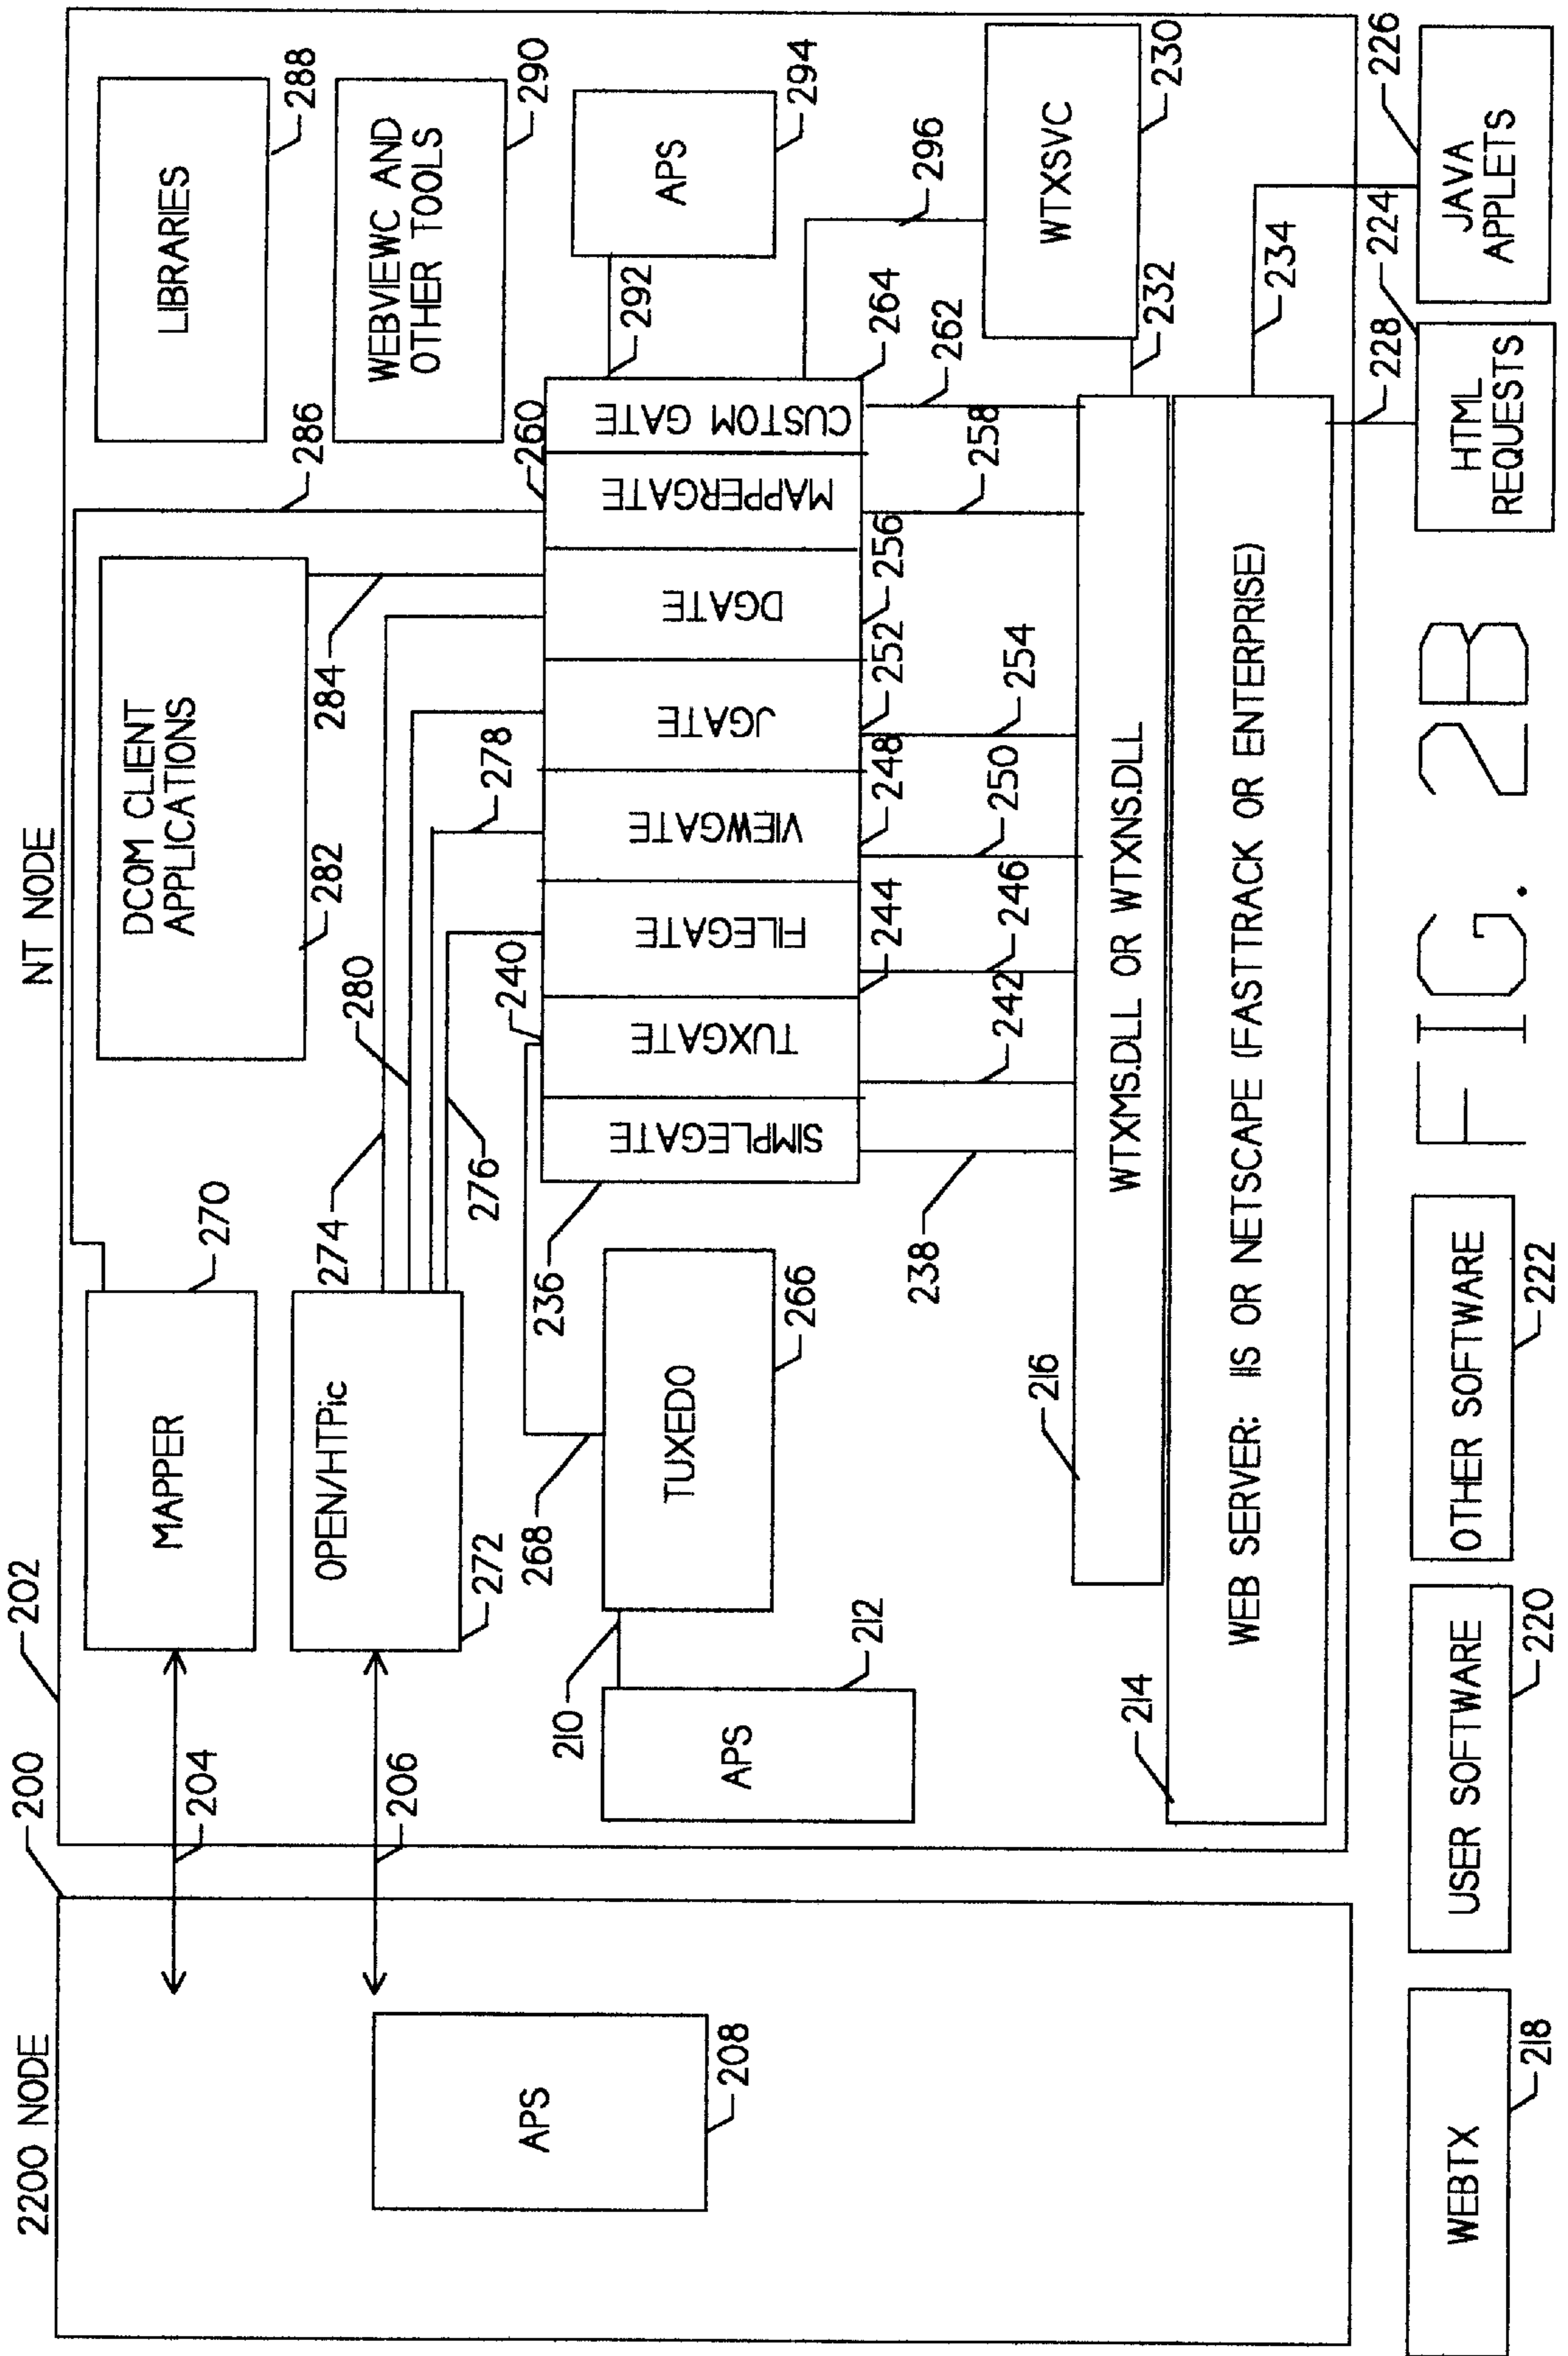 2200 NODE
200
202
NT NODE
MAPPER
270
204
OPEN/HTPic
272
206
APS
208
DCOM CLIENT
APPLICATIONS
282
LIBRARIES
288
WEBVIEWC AND
OTHER TOOLS
290
286
284
274
280
278
276
240
260
268
210
TUXEDO
266
APS
212
236
SIMPLEGATE
TUXGATE
FILEGATE
VIEWGATE
JGATE
DGATE
MAPPERGATE
CUSTOM GATE
292
APS
294
296
264
244
248
252
256
238
242
246
250
254
258
262
WTXSVC
230
232
216
WTXMS.DLL OR WTXNS.DLL
214
WEB SERVER: IIS OR NETSCAPE (FASTTRACK OR ENTERPRISE)
234
WEBTX
218
USER SOFTWARE
220
OTHER SOFTWARE
222
HTML
REQUESTS
228
224
JAVA
APPLETS
226
FIG. 2B